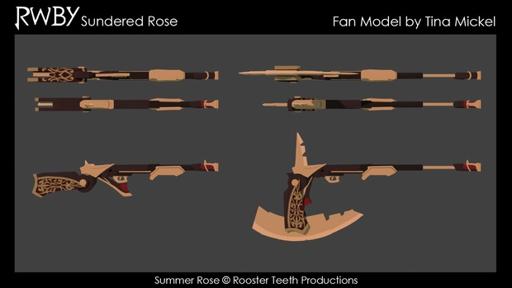 RWBY Sundered Rose
Fan Model by Tina Mickel
Summer Rose © Rooster Teeth Productions